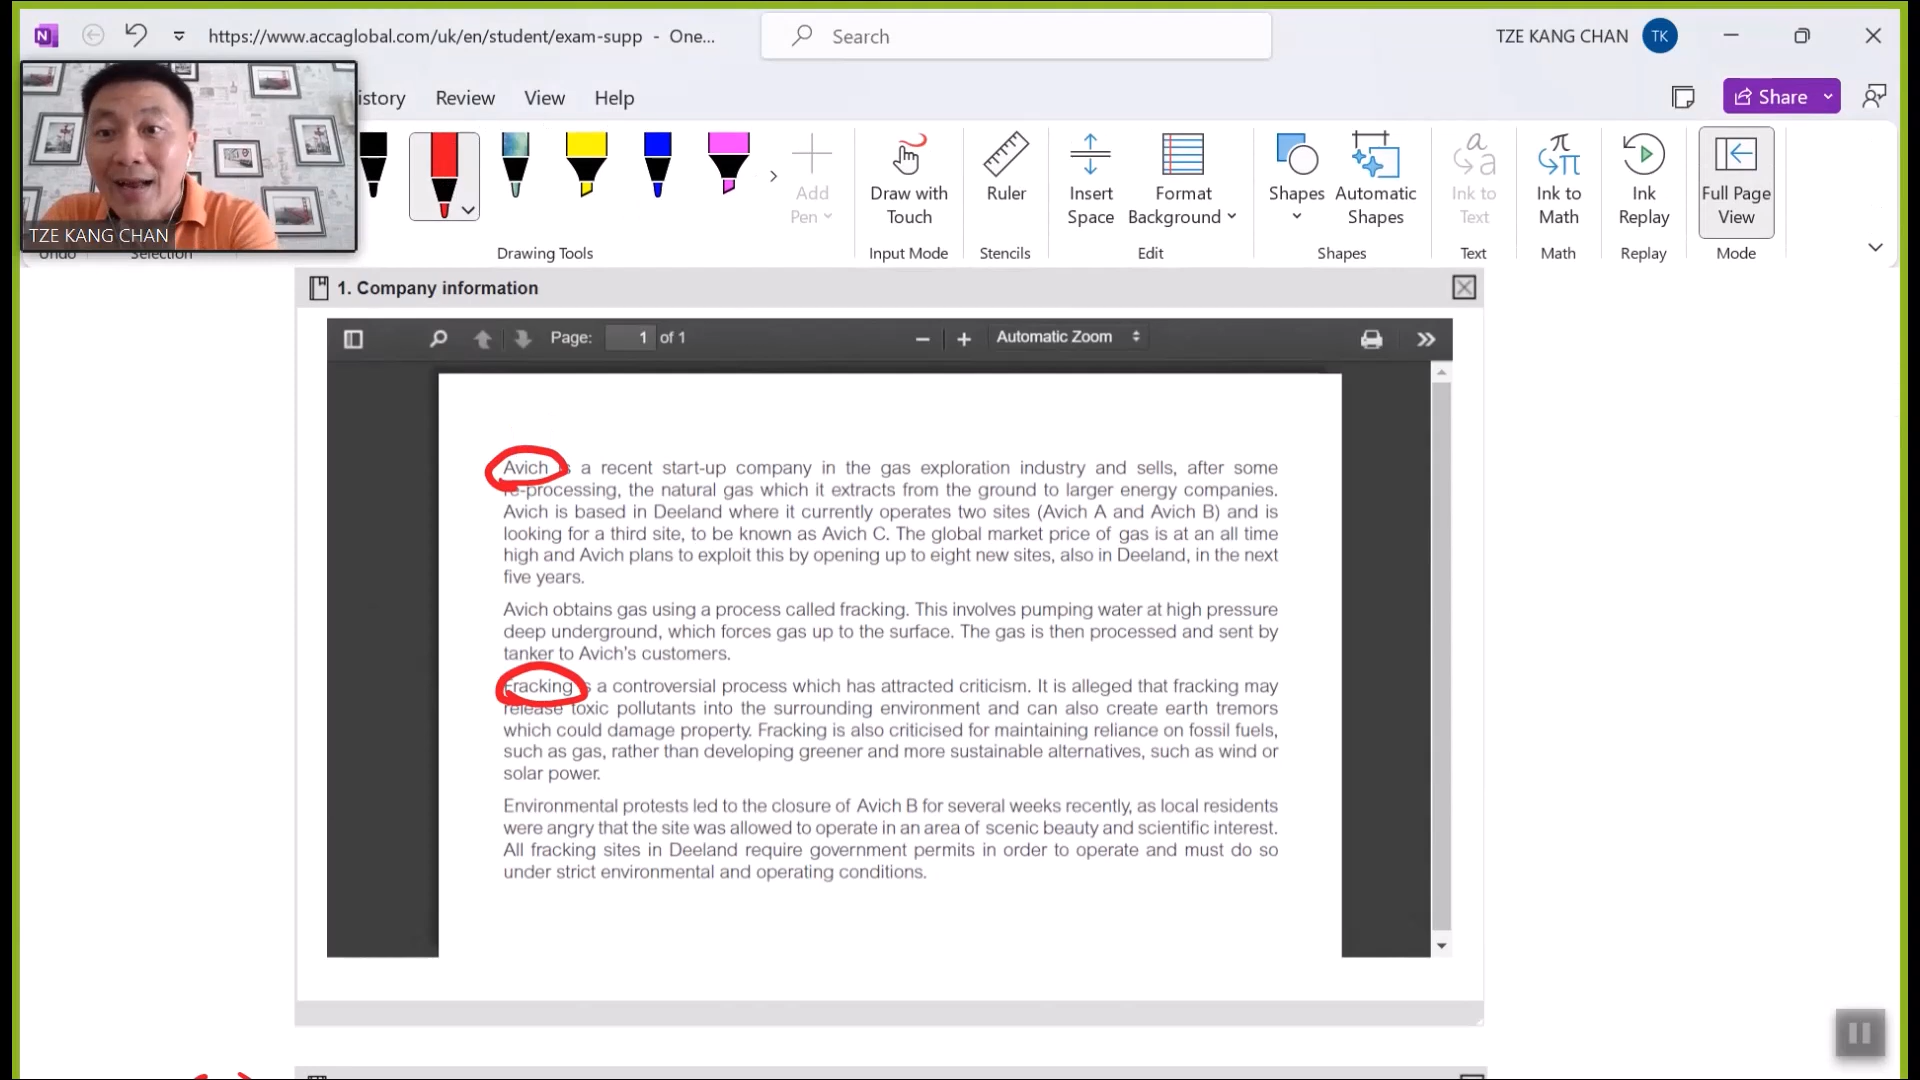 https://www.accaglobal.com/uk/en/student/exam-supp - One...
Search
TZE KANG CHAN
TK
istory
Review
View
Help
Share
Add Pen
Draw with Touch
Ruler
Insert Space
Format Background
Shapes
Automatic Shapes
Ink to Text
Ink to Math
Ink Replay
Full Page View
TZE KANG CHAN
Undo
Selection
Drawing Tools
Input Mode
Stencils
Edit
Shapes
Text
Math
Replay
Mode
1. Company information
Page: 1 of 1
Automatic Zoom
Avich is a recent start-up company in the gas exploration industry and sells, after some
re-processing, the natural gas which it extracts from the ground to larger energy companies.
Avich is based in Deeland where it currently operates two sites (Avich A and Avich B) and is
looking for a third site, to be known as Avich C. The global market price of gas is at an all time
high and Avich plans to exploit this by opening up to eight new sites, also in Deeland, in the next
five years.
Avich obtains gas using a process called fracking. This involves pumping water at high pressure
deep underground, which forces gas up to the surface. The gas is then processed and sent by
tanker to Avich's customers.
Fracking is a controversial process which has attracted criticism. It is alleged that fracking may
release toxic pollutants into the surrounding environment and can also create earth tremors
which could damage property. Fracking is also criticised for maintaining reliance on fossil fuels,
such as gas, rather than developing greener and more sustainable alternatives, such as wind or
solar power.
Environmental protests led to the closure of Avich B for several weeks recently, as local residents
were angry that the site was allowed to operate in an area of scenic beauty and scientific interest.
All fracking sites in Deeland require government permits in order to operate and must do so
under strict environmental and operating conditions.